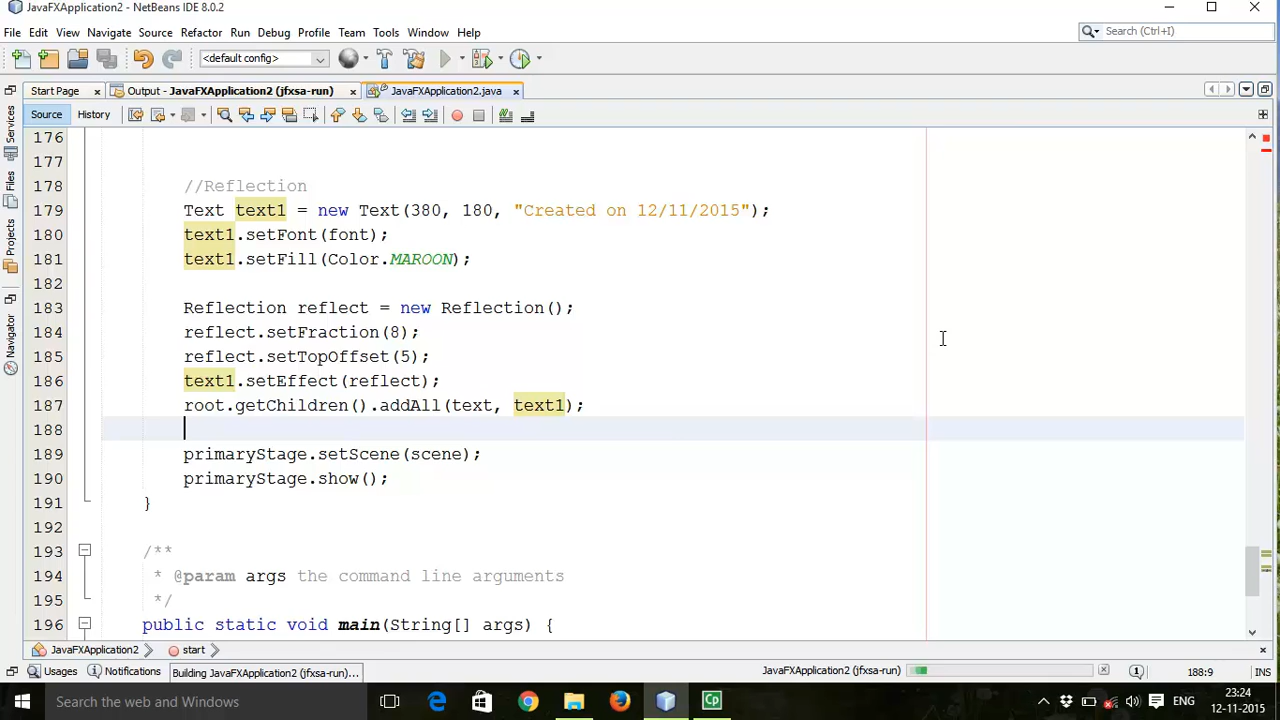 JavaFXApplication2 - NetBeans IDE 8.0.2
File Edit View Navigate Source Refactor Run Debug Profile Team Tools Window Help
Search (Ctrl+I)
<default config>
Start Page Output - JavaFXApplication2 (jfxsa-run) JavaFXApplication2.java
Source History
Services
Files
Projects
Navigator
176
177
178 //Reflection
179 Text text1 = new Text(380, 180, "Created on 12/11/2015");
180 text1.setFont(font);
181 text1.setFill(Color.MAROON);
182
183 Reflection reflect = new Reflection();
184 reflect.setFraction(8);
185 reflect.setTopOffset(5);
186 text1.setEffect(reflect);
187 root.getChildren().addAll(text, text1);
188
189 primaryStage.setScene(scene);
190 primaryStage.show();
191 }
192
193 /**
194 * @param args the command line arguments
195 */
196 public static void main(String[] args) {
JavaFXApplication2 start
Usages Notifications Building JavaFXApplication2 (jfxsa-run)... JavaFXApplication2 (jfxsa-run) 188:9 INS
Search the web and Windows
Cp
ENG
23:24
12-11-2015